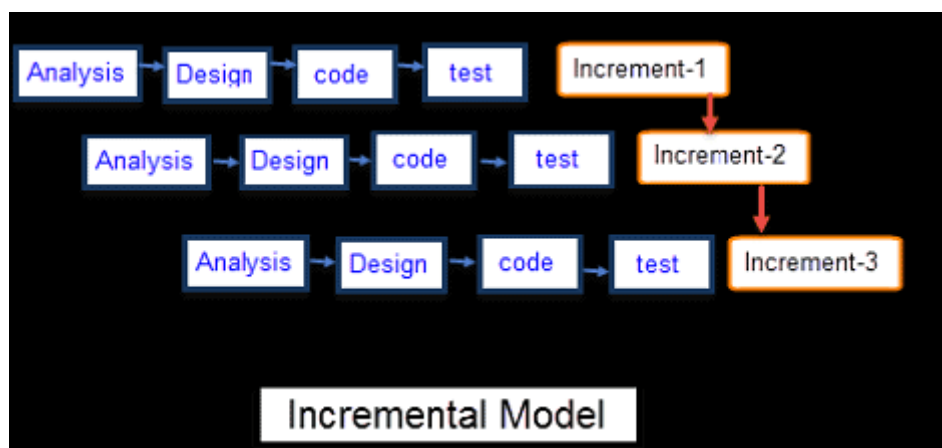 Analysis Design code test Increment-1
Analysis Design code test Increment-2
Analysis Design code test Increment-3
Incremental Model